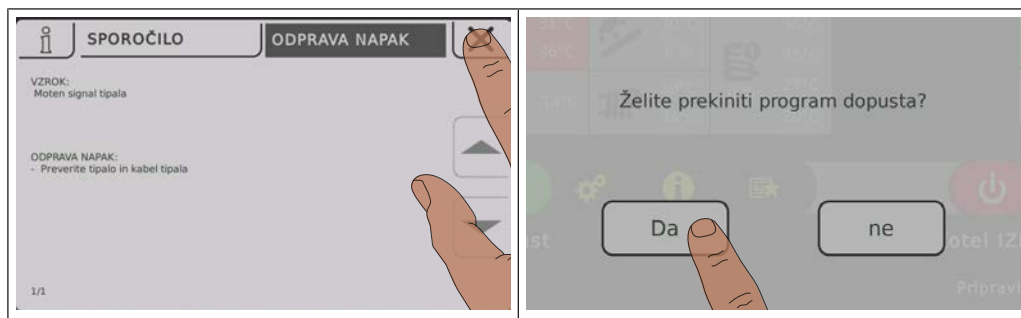 SPOROČILO
ODPRAVA NAPAK
VZROK:
Moten signal tipala
ODPRAVA NAPAK:
- Preverite tipalo in kabel tipala
1/1
Želite prekiniti program dopusta?
Da
ne